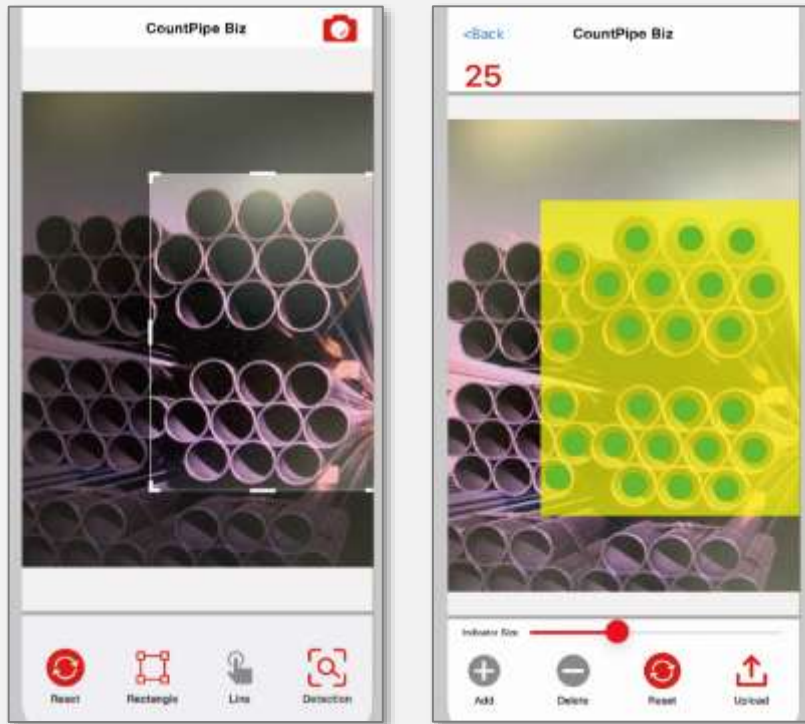 CountPipe Biz
Reset
Rectangle
Line
Detection
<Back
CountPipe Biz
25
Indicator Size
Add
Delete
Reset
Upload